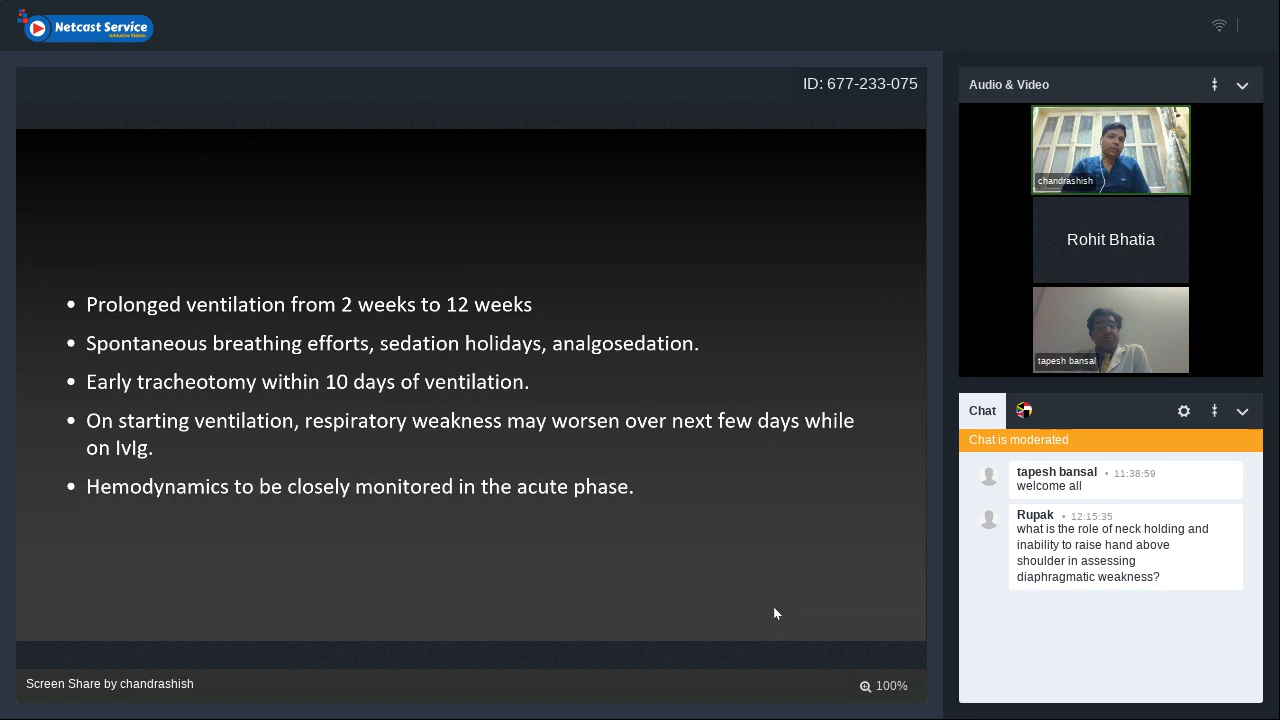 Netcast Service
Inklusive Videos
ID: 677-233-075
• Prolonged ventilation from 2 weeks to 12 weeks
• Spontaneous breathing efforts, sedation holidays, analgosedation.
• Early tracheotomy within 10 days of ventilation.
• On starting ventilation, respiratory weakness may worsen over next few days while
on IvIg.
• Hemodynamics to be closely monitored in the acute phase.
Screen Share by chandrashish
100%
Audio & Video
chandrashish
Rohit Bhatia
tapesh bansal
Chat
Chat is moderated
tapesh bansal • 11:38:59
welcome all
Rupak • 12:15:35
what is the role of neck holding and
inability to raise hand above
shoulder in assessing
diaphragmatic weakness?